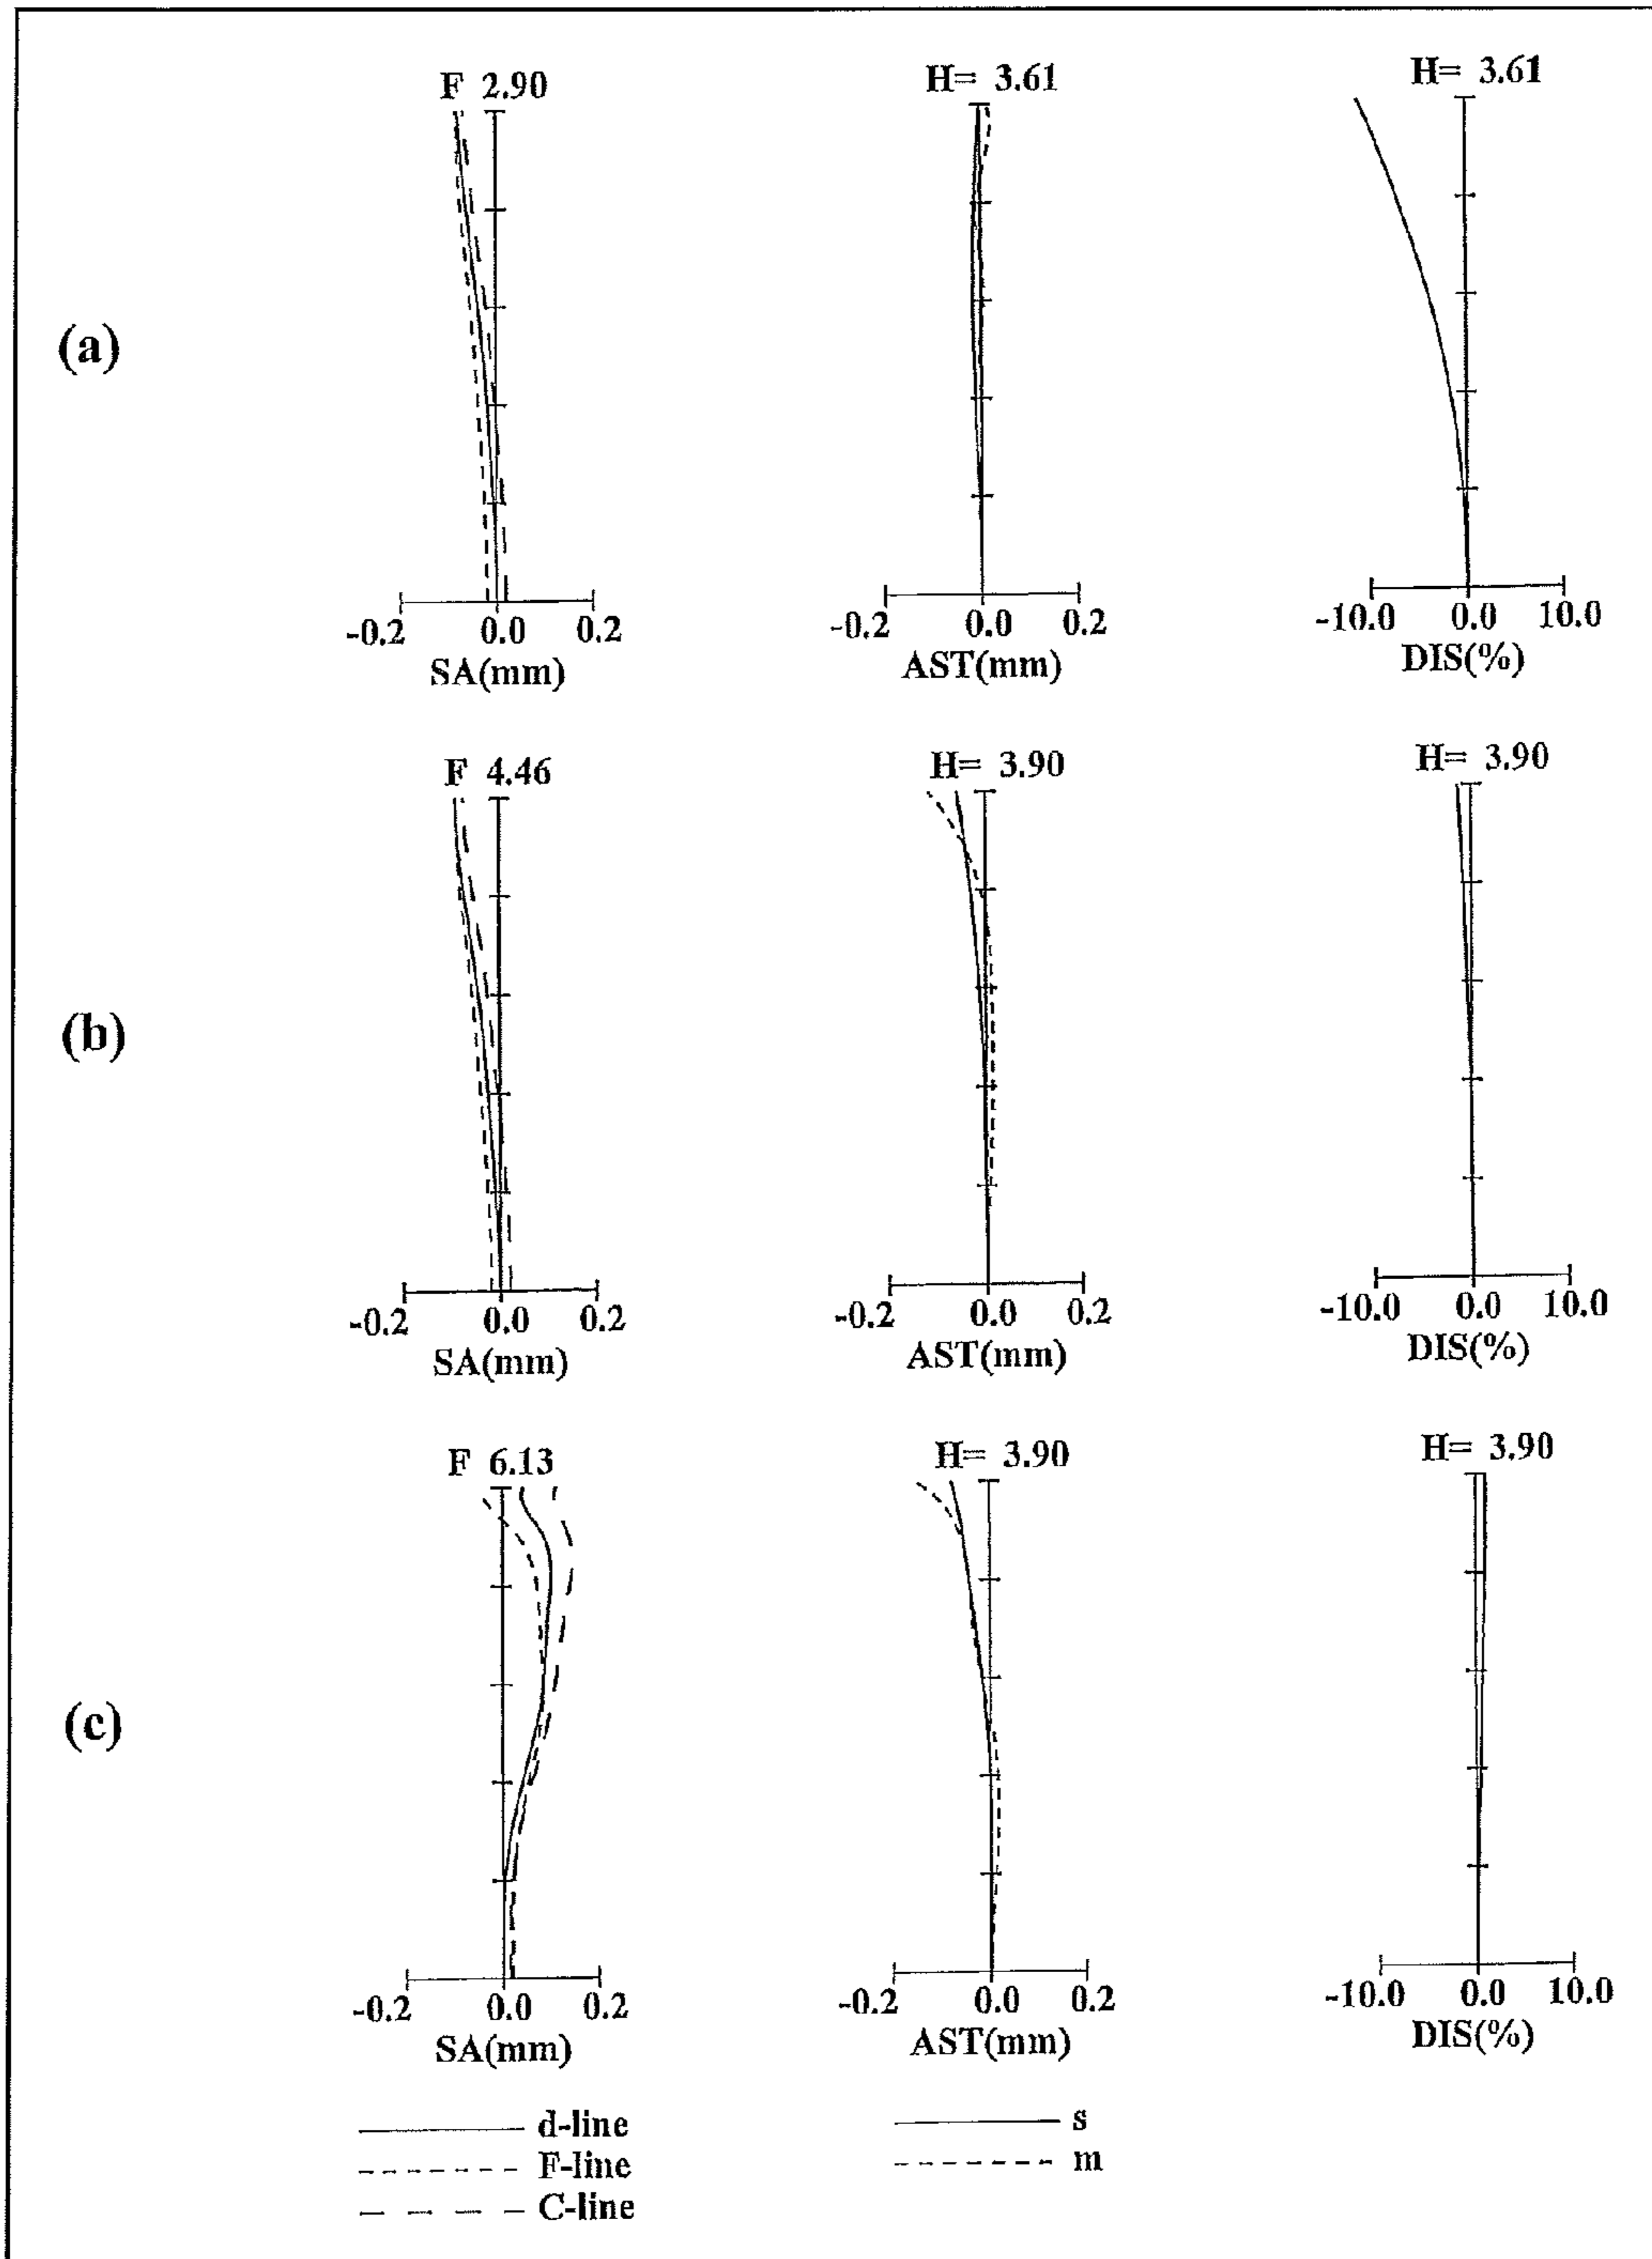 F 2.90
H= 3.61
H= 3.61
(a)
-0.2 0.0 0.2
SA(mm)
-0.2 0.0 0.2
AST(mm)
-10.0 0.0 10.0
DIS(%)
F 4.46
H= 3.90
H= 3.90
(b)
-0.2 0.0 0.2
SA(mm)
-0.2 0.0 0.2
AST(mm)
-10.0 0.0 10.0
DIS(%)
F 6.13
H= 3.90
H= 3.90
(c)
-0.2 0.0 0.2
SA(mm)
-0.2 0.0 0.2
AST(mm)
-10.0 0.0 10.0
DIS(%)
d-line
F-line
C-line
s
m